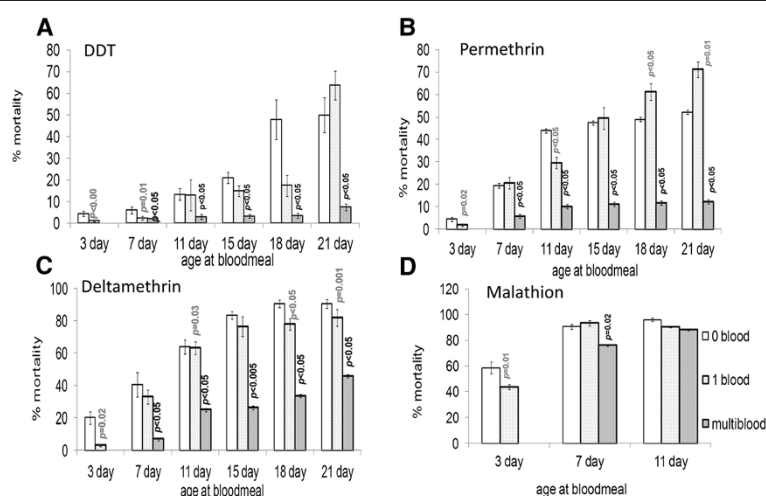 A
DDT
% mortality
80
70
60
50
40
30
20
10
0
p<0.00
p=0.01
p<0.05
p<0.05
p<0.05
p<0.05
p<0.05
3 day 7 day 11 day 15 day 18 day 21 day
age at bloodmeal
B
Permethrin
% mortality
80
70
60
50
40
30
20
10
0
p=0.02
p<0.05
p<0.05
p<0.05
p<0.05
p<0.05
p<0.05
p=0.01
p<0.05
3 day 7 day 11 day 15 day 18 day 21 day
age at bloodmeal
C
Deltamethrin
% mortality
100
80
60
40
20
0
p=0.02
p<0.05
p=0.03
p<0.05
p<0.005
p<0.05
p<0.05
p=0.001
p<0.05
3 day 7 day 11 day 15 day 18 day 21 day
age at bloodmeal
D
Malathion
% mortality
120
100
80
60
40
20
0
p=0.01
p=0.02
3 day 7 day 11 day
age at bloodmeal
0 blood
1 blood
multiblood